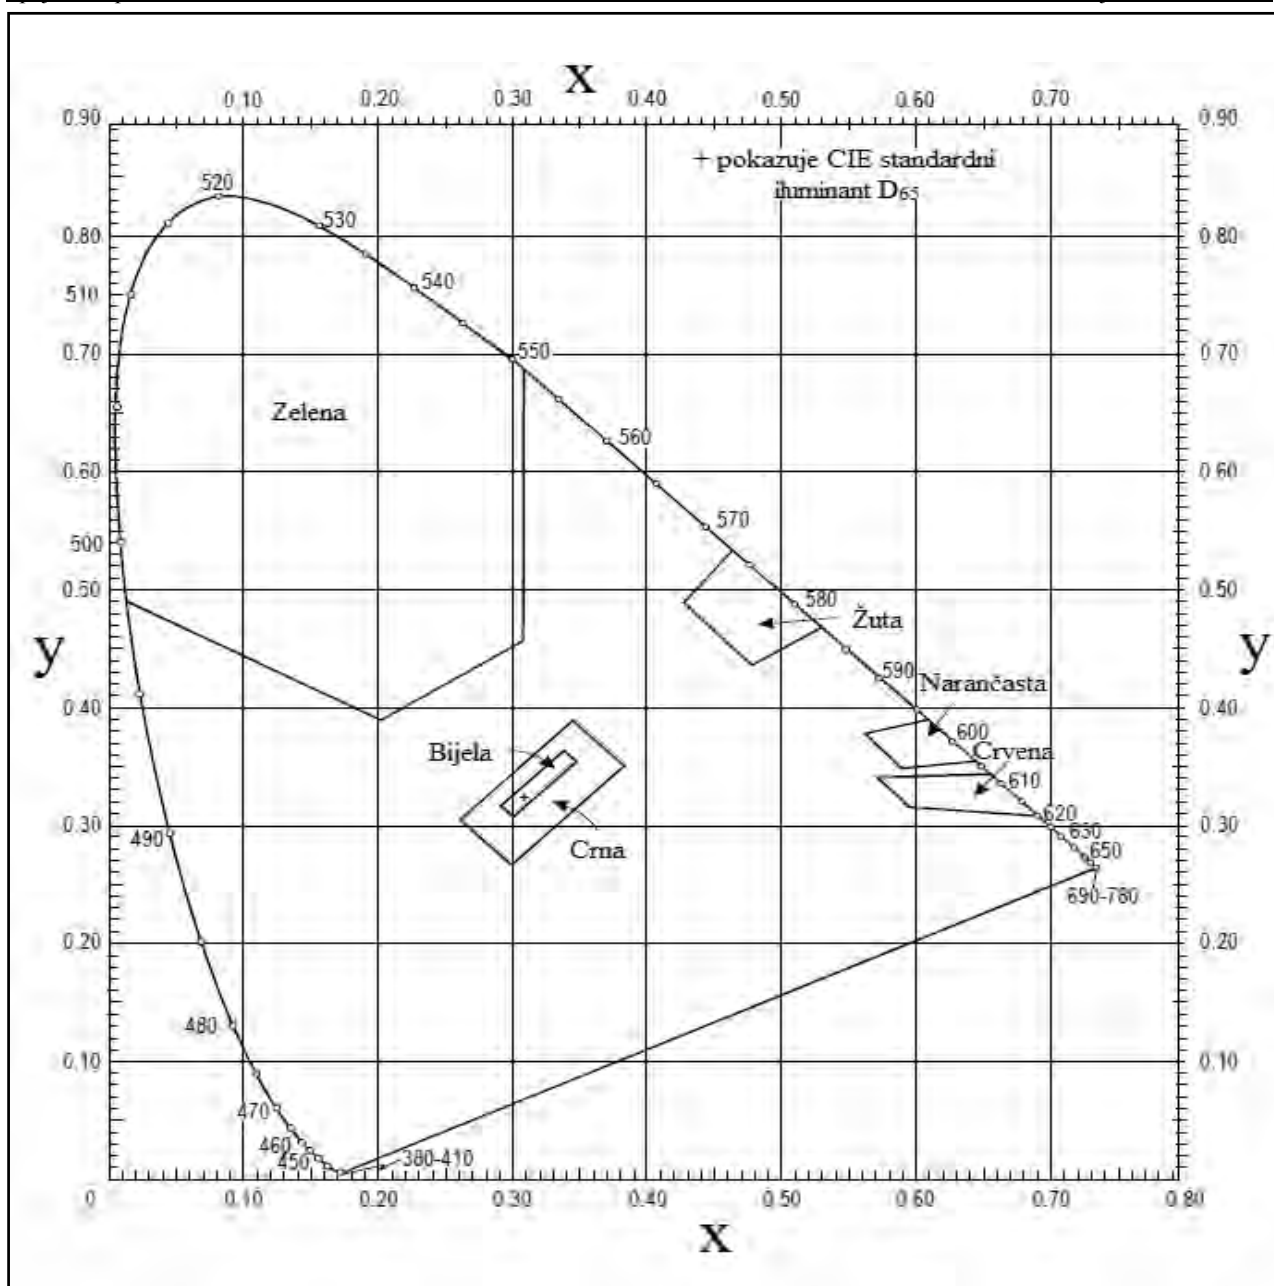 x
0.10 0.20 0.30 0.40 0.50 0.60 0.70
0.90 0.90
+ pokazuje CIE standardni
iluminant D65
520
530
0.80 0.80
510 540
0.70 550 0.70
Zelena
560
0.60 0.60
570
500
0.50 580 0.50
Žuta
y y
590
Narančasta
0.40 0.40
600
Bijela Crvena
610
0.30 620 0.30
490 630
Crna 650
690-780
0.20 0.20
480
0.10 0.10
470
460
450 380-410
0 0.10 0.20 0.30 0.40 0.50 0.60 0.70 0.80
x